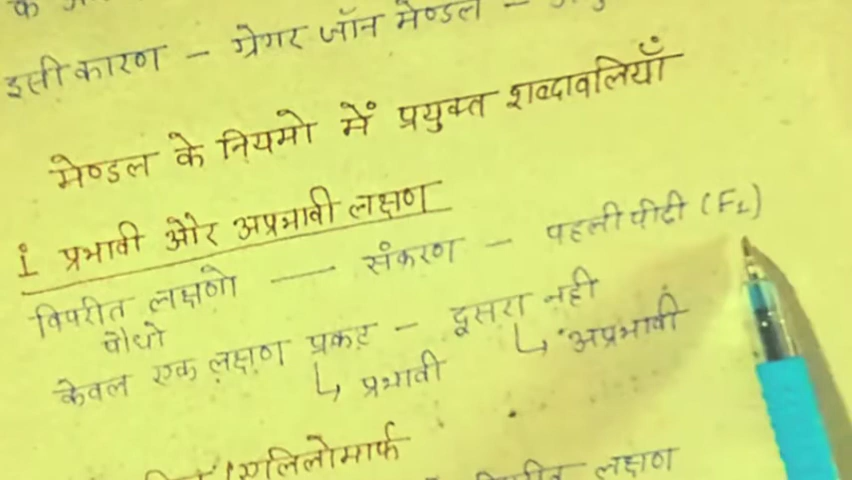 इसी कारण – ग्रेगर जॉन मेण्डल –
मेण्डल के नियमो में प्रयुक्त शब्दावलियाँ
1 प्रभावी और अप्रभावी लक्षण
विपरीत लक्षणो — संकरण – पहली पीढी (F1)
पौधो
केवल एक लक्षण प्रकट – दूसरा नही
↳ प्रभावी ↳ अप्रभावी
एलिलोमार्फ
लक्षण